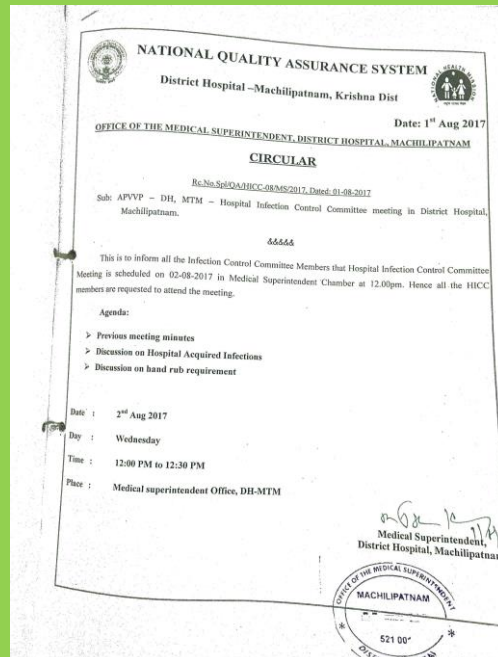 NATIONAL QUALITY ASSURANCE SYSTEM
District Hospital –Machilipatnam, Krishna Dist
NATIONAL HEALTH MISSION
Date: 1st Aug 2017
OFFICE OF THE MEDICAL SUPERINTENDENT, DISTRICT HOSPITAL, MACHILIPATNAM
CIRCULAR
Rc.No.Spl/QA/HICC-08/MS/2017, Dated: 01-08-2017
Sub: APVVP – DH, MTM – Hospital Infection Control Committee meeting in District Hospital,
Machilipatnam.
&&&&&
This is to inform all the Infection Control Committee Members that Hospital Infection Control Committee
Meeting is scheduled on 02-08-2017 in Medical Superintendent Chamber at 12.00pm. Hence all the HICC
members are requested to attend the meeting.
Agenda:
➢ Previous meeting minutes
➢ Discussion on Hospital Acquired Infections
➢ Discussion on hand rub requirement
Date : 2nd Aug 2017
Day : Wednesday
Time : 12:00 PM to 12:30 PM
Place : Medical superintendent Office, DH-MTM
Medical Superintendent,
District Hospital, Machilipatnam
OFFICE OF THE MEDICAL SUPERINTENDENT
MACHILIPATNAM
521 00